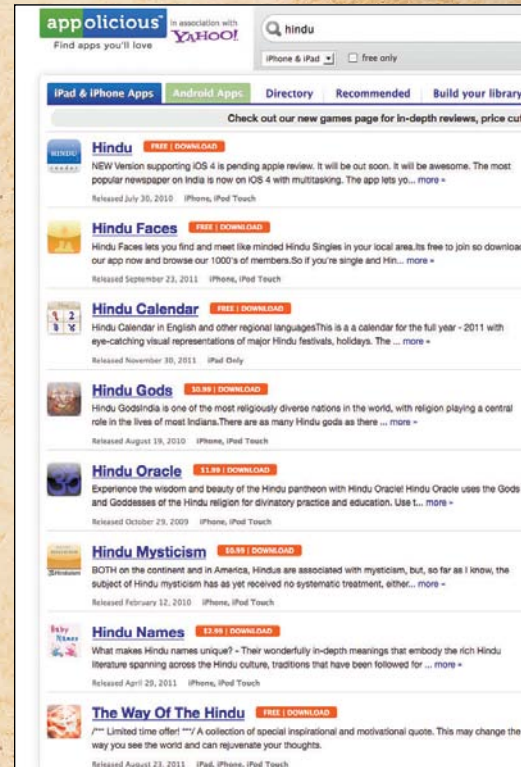 appolicious
in association with
YAHOO!
Find apps you'll love
hindu
iPhone & iPad
free only
iPad & iPhone Apps
Android Apps
Directory
Recommended
Build your library
Check out our new games page for in-depth reviews, price cut
HINDU
reader
Hindu FREE | DOWNLOAD
NEW Version supporting iOS 4 is pending apple review. It will be out soon. It will be awesome. The most
popular newspaper on India is now on iOS 4 with multitasking. The app lets yo... more »
Released July 30, 2010 iPhone, iPod Touch
Hindu Faces FREE | DOWNLOAD
Hindu Faces lets you find and meet like minded Hindu Singles in your local area.Its free to join so download
our app now and browse our 1000's of members.So if you're single and Hin... more »
Released September 23, 2011 iPhone, iPod Touch
Hindu Calendar FREE | DOWNLOAD
Hindu Calendar in English and other regional languagesThis is a a calendar for the full year - 2011 with
eye-catching visual representations of major Hindu festivals, holidays. The ... more »
Released November 30, 2011 iPad Only
Hindu Gods $0.99 | DOWNLOAD
Hindu GodsIndia is one of the most religiously diverse nations in the world, with religion playing a central
role in the lives of most Indians.There are as many Hindu gods as there ... more »
Released August 19, 2010 iPhone, iPod Touch
Hindu Oracle $1.99 | DOWNLOAD
Experience the wisdom and beauty of the Hindu pantheon with Hindu Oracle! Hindu Oracle uses the Gods
and Goddesses of the Hindu religion for divinatory practice and education. Use t... more »
Released October 29, 2009 iPhone, iPod Touch
Hindu Mysticism $0.99 | DOWNLOAD
BOTH on the continent and in America, Hindus are associated with mysticism, but, so far as I know, the
subject of Hindu mysticism has as yet received no systematic treatment, either... more »
Released February 12, 2010 iPhone, iPod Touch
Baby
Names
Hindu Names $2.99 | DOWNLOAD
What makes Hindu names unique? - Their wonderfully in-depth meanings that embody the rich Hindu
literature spanning across the Hindu culture, traditions that have been followed for ... more »
Released April 29, 2011 iPhone, iPod Touch
The Way Of The Hindu FREE | DOWNLOAD
/*** Limited time offer! ***/ A collection of special inspirational and motivational quote. This may change the
way you see the world and can rejuvenate your thoughts.
Released August 23, 2011 iPad, iPhone, iPod Touch